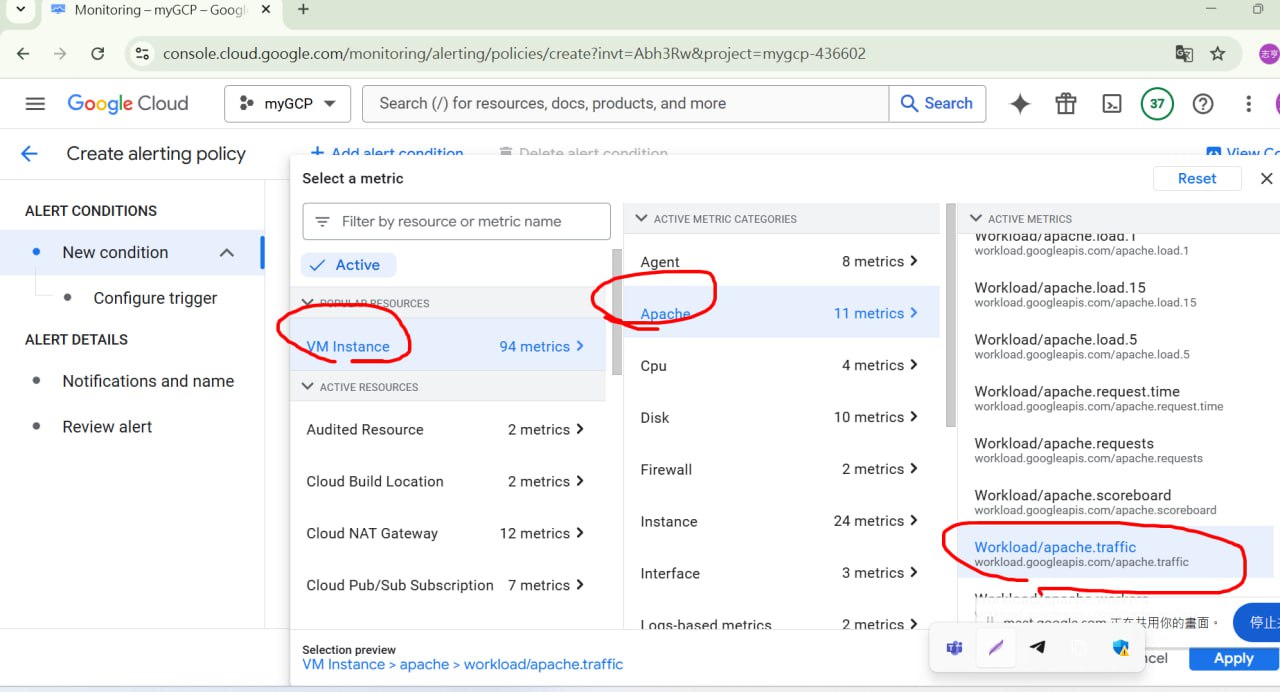 Monitoring – myGCP – Googl
console.cloud.google.com/monitoring/alerting/policies/create?invt=Abh3Rw&project=mygcp-436602
志亨
Google Cloud
myGCP
Search (/) for resources, docs, products, and more
Search
37
Create alerting policy
Add alert condition
Delete alert condition
View Co
ALERT CONDITIONS
New condition
Configure trigger
ALERT DETAILS
Notifications and name
Review alert
Select a metric
Reset
Filter by resource or metric name
Active
POPULAR RESOURCES
VM Instance
94 metrics
ACTIVE RESOURCES
Audited Resource
2 metrics
Cloud Build Location
2 metrics
Cloud NAT Gateway
12 metrics
Cloud Pub/Sub Subscription
7 metrics
ACTIVE METRIC CATEGORIES
Agent
8 metrics
Apache
11 metrics
Cpu
4 metrics
Disk
10 metrics
Firewall
2 metrics
Instance
24 metrics
Interface
3 metrics
Logs-based metrics
2 metrics
ACTIVE METRICS
Workload/apache.load.1
workload.googleapis.com/apache.load.1
Workload/apache.load.15
workload.googleapis.com/apache.load.15
Workload/apache.load.5
workload.googleapis.com/apache.load.5
Workload/apache.request.time
workload.googleapis.com/apache.request.time
Workload/apache.requests
workload.googleapis.com/apache.requests
Workload/apache.scoreboard
workload.googleapis.com/apache.scoreboard
Workload/apache.traffic
workload.googleapis.com/apache.traffic
Workload/apache.workers
meet.google.com 正在共用你的畫面。
停止
Selection preview
VM Instance > apache > workload/apache.traffic
cel
Apply